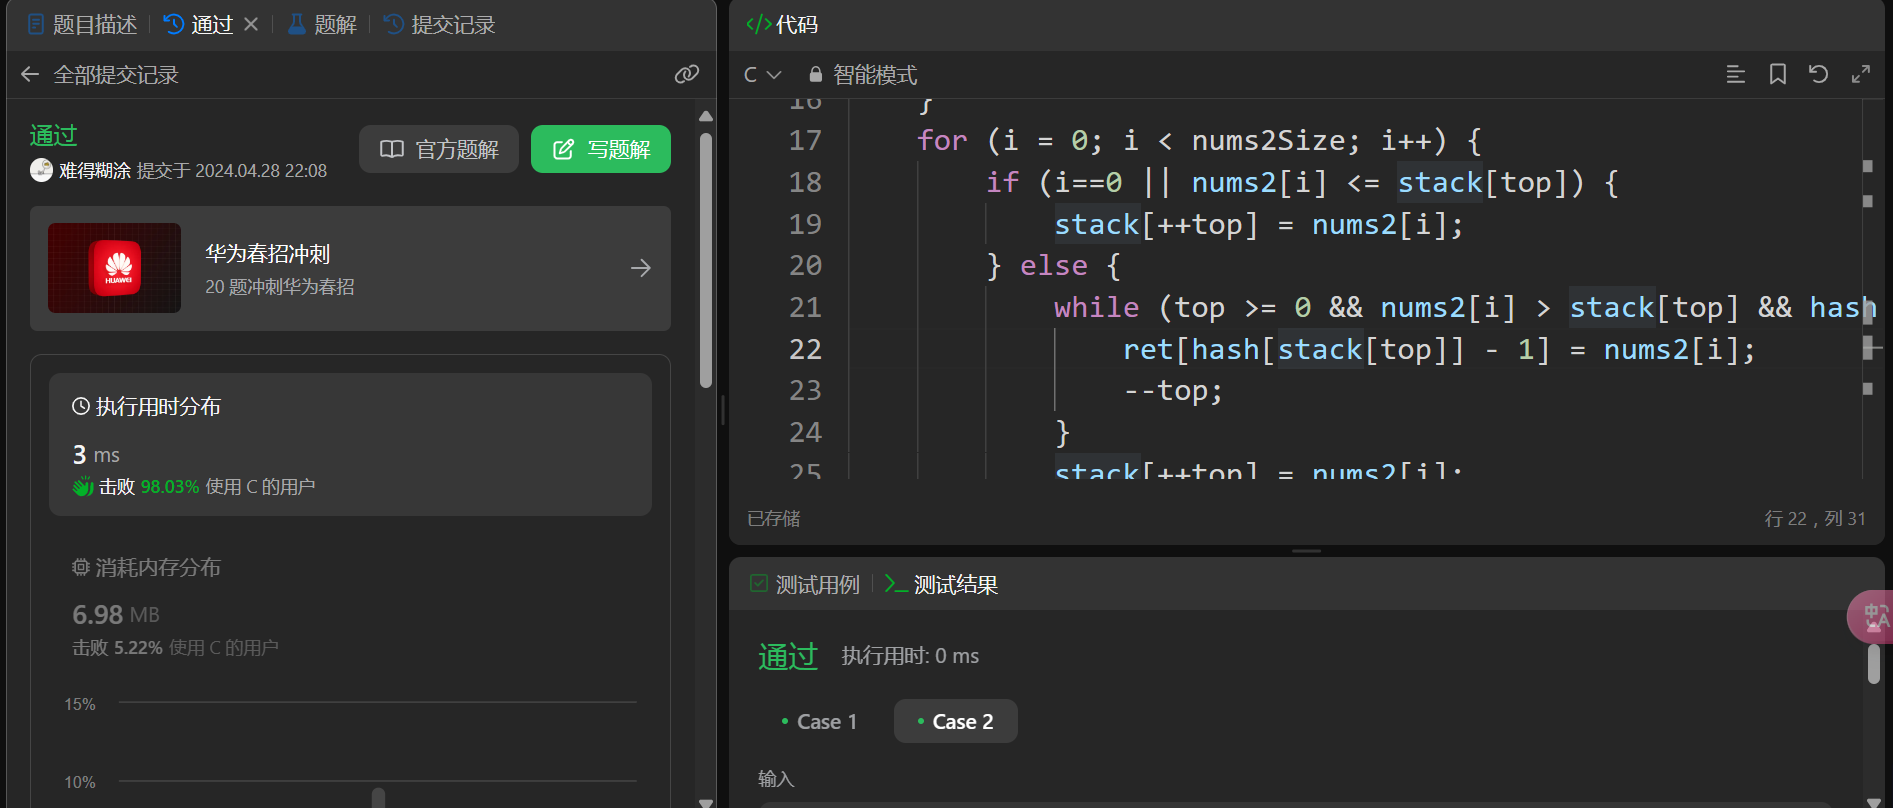 题目描述
通过
题解
提交记录
全部提交记录
通过
官方题解
写题解
难得糊涂 提交于 2024.04.28 22:08
HUAWEI
华为春招冲刺
20 题冲刺华为春招
执行用时分布
3 ms
击败 98.03% 使用 C 的用户
消耗内存分布
6.98 MB
击败 5.22% 使用 C 的用户
15%
10%
代码
C
智能模式
16 }
17 for (i = 0; i < nums2Size; i++) {
18 if (i==0 || nums2[i] <= stack[top]) {
19 stack[++top] = nums2[i];
20 } else {
21 while (top >= 0 && nums2[i] > stack[top] && hash
22 ret[hash[stack[top]] - 1] = nums2[i];
23 --top;
24 }
25 stack[++top] = nums2[i];
已存储
行 22，列 31
测试用例
测试结果
通过 执行用时: 0 ms
Case 1
Case 2
输入
中A